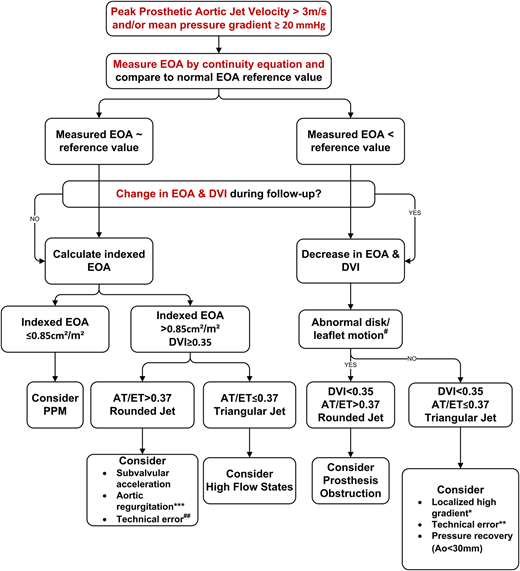 Peak Prosthetic Aortic Jet Velocity > 3m/s
and/or mean pressure gradient ≥ 20 mmHg
Measure EOA by continuity equation and
compare to normal EOA reference value
Measured EOA ~
reference value
Measured EOA <
reference value
Change in EOA & DVI during follow-up?
NO
YES
Calculate indexed
EOA
Decrease in EOA &
DVI
Indexed EOA
≤0.85cm²/m²
Indexed EOA
>0.85cm²/m²
DVI≥0.35
Abnormal disk/
leaflet motion#
YES
NO
Consider
PPM
AT/ET>0.37
Rounded Jet
AT/ET≤0.37
Triangular Jet
DVI<0.35
AT/ET>0.37
Rounded Jet
DVI<0.35
AT/ET≤0.37
Triangular Jet
Consider
• Subvalvular
acceleration
• Aortic
regurgitation***
• Technical error##
Consider
High Flow States
Consider
Prosthesis
Obstruction
Consider
• Localized high
gradient*
• Technical error**
• Pressure recovery
(Ao<30mm)